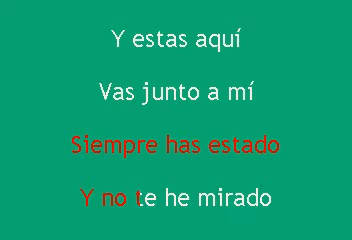 Y estas aquí
Vas junto a mí
Siempre has estado
Y no te he mirado